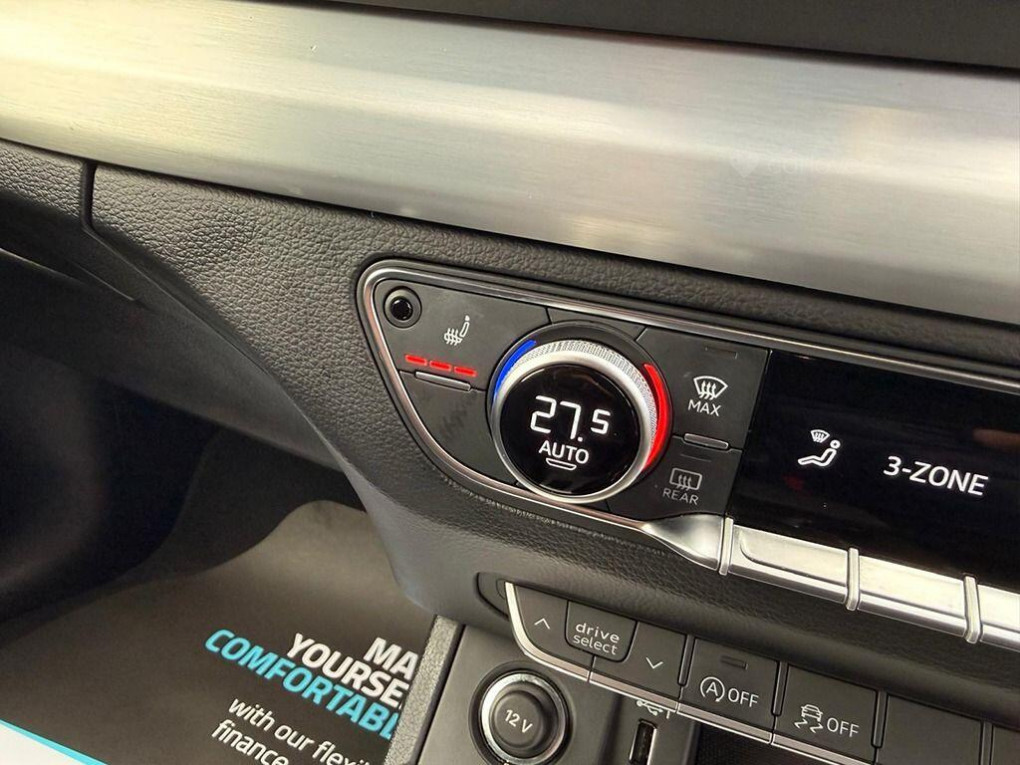 27.5
AUTO
MAX
REAR
3-ZONE
drive
select
OFF
OFF
12V
MA
YOURSE
COMFORTABL
with our flexi
finance